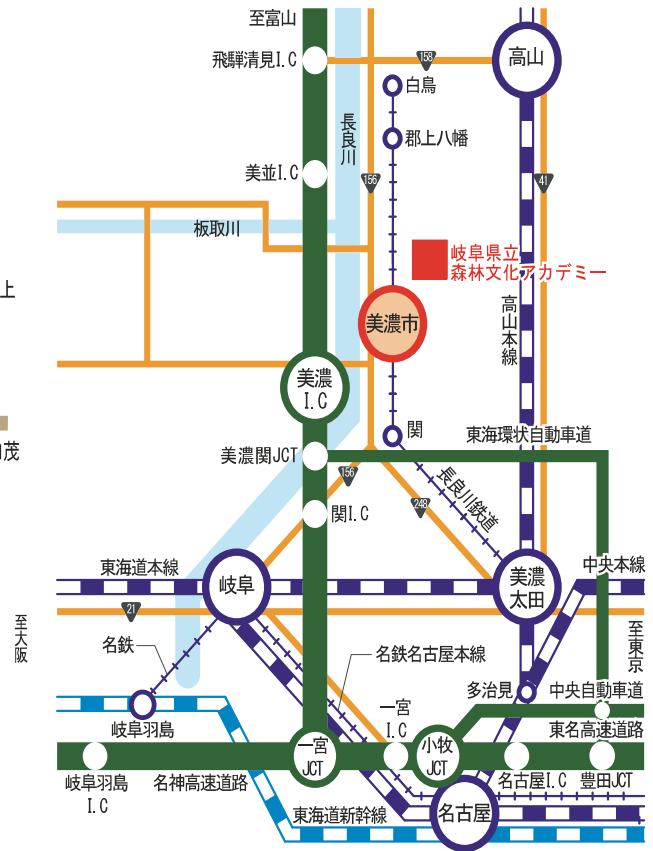 至富山
飛騨清見I.C
158
高山
白鳥
長良川
郡上八幡
美並I.C
156
41
板取川
岐阜県立
森林文化アカデミー
上
美濃市
高山本線
美濃
I.C
関
東海環状自動車道
茂
美濃関JCT
156
長良川鉄道
248
関I.C
東海道本線
中央本線
岐阜
美濃
太田
21
至大阪
至東京
名鉄
名鉄名古屋本線
多治見
中央自動車道
岐阜羽島
一宮
I.C
東名高速道路
一宮
JCT
小牧
JCT
岐阜羽島
I.C
名神高速道路
名古屋I.C
豊田JCT
東海道新幹線
名古屋